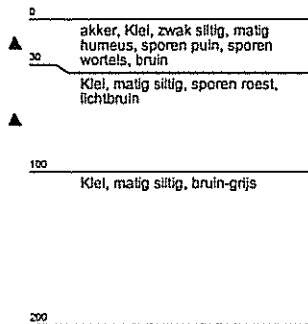 0
akker, Klei, zwak siltig, matig
humeus, sporen puin, sporen
wortels, bruin
30
Klei, matig siltig, sporen roest,
lichtbruin
100
Klei, matig siltig, bruin-grijs
200